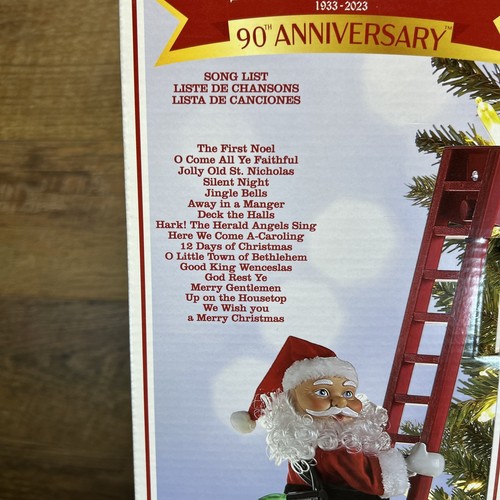 1933-2023
90TH ANNIVERSARY™
SONG LIST
LISTE DE CHANSONS
LISTA DE CANCIONES
The First Noel
O Come All Ye Faithful
Jolly Old St. Nicholas
Silent Night
Jingle Bells
Away in a Manger
Deck the Halls
Hark! The Herald Angels Sing
Here We Come A-Caroling
12 Days of Christmas
O Little Town of Bethlehem
Good King Wenceslas
God Rest Ye
Merry Gentlemen
Up on the Housetop
We Wish you
a Merry Christmas